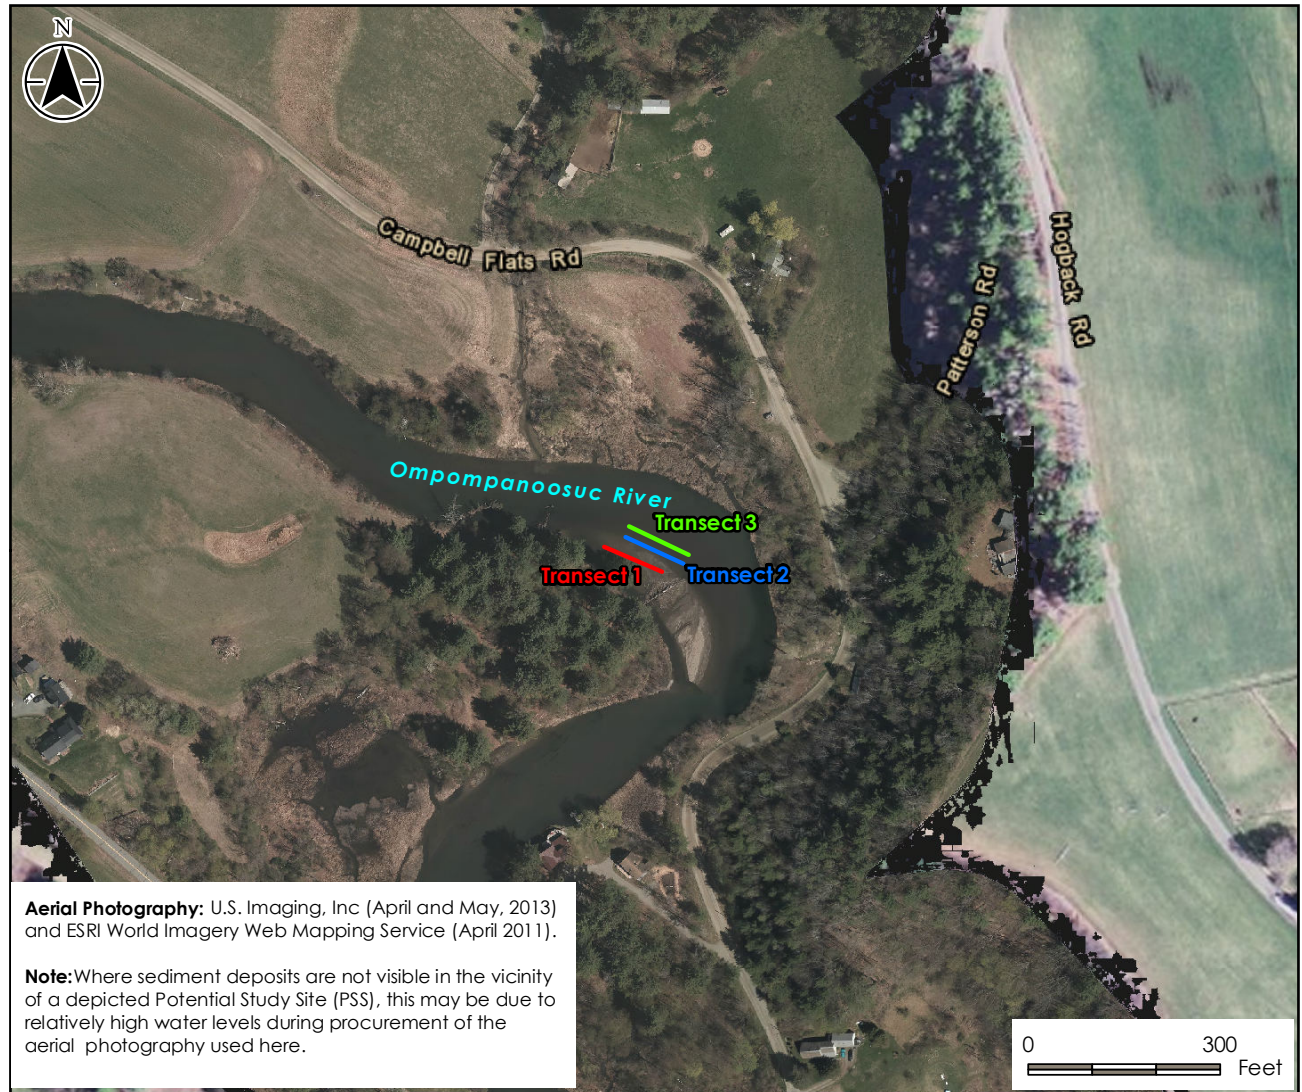 N
Campbell Flats Rd
Hogback Rd
Patterson Rd
Ompompanoosuc River
Transect 3
Transect 2
Transect 1
Aerial Photography: U.S. Imaging, Inc (April and May, 2013)
and ESRI World Imagery Web Mapping Service (April 2011).
Note:Where sediment deposits are not visible in the vicinity
of a depicted Potential Study Site (PSS), this may be due to
relatively high water levels during procurement of the
aerial photography used here.
0 300
Feet